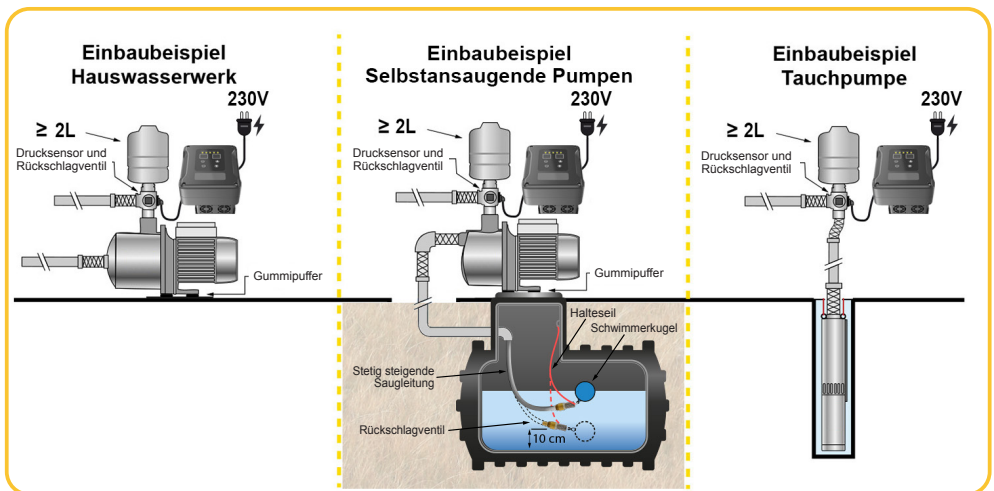 Einbaubeispiel
Hauswasserwerk
230V
≥ 2L
Drucksensor und
Rückschlagventil
Gummipuffer
Einbaubeispiel
Selbstansaugende Pumpen
230V
≥ 2L
Drucksensor und
Rückschlagventil
Gummipuffer
Halteseil
Schwimmerkugel
Stetig steigende
Saugleitung
Rückschlagventil
10 cm
Einbaubeispiel
Tauchpumpe
230V
≥ 2L
Drucksensor und
Rückschlagventil